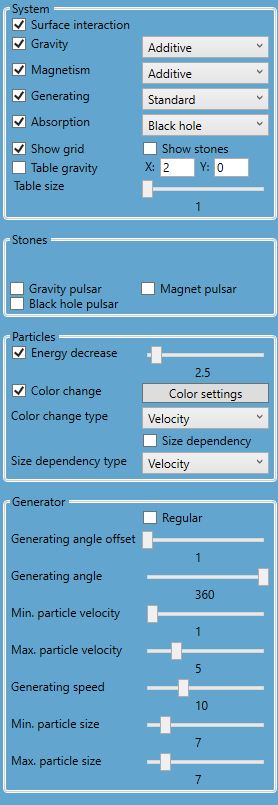 System
Surface interaction
Gravity Additive
Magnetism Additive
Generating Standard
Absorption Black hole
Show grid Show stones
Table gravity X: 2 Y: 0
Table size
1
Stones
Gravity pulsar Magnet pulsar
Black hole pulsar
Particles
Energy decrease
2.5
Color change Color settings
Color change type Velocity
Size dependency
Size dependency type Velocity
Generator
Regular
Generating angle offset
1
Generating angle
360
Min. particle velocity
1
Max. particle velocity
5
Generating speed
10
Min. particle size
7
Max. particle size
7